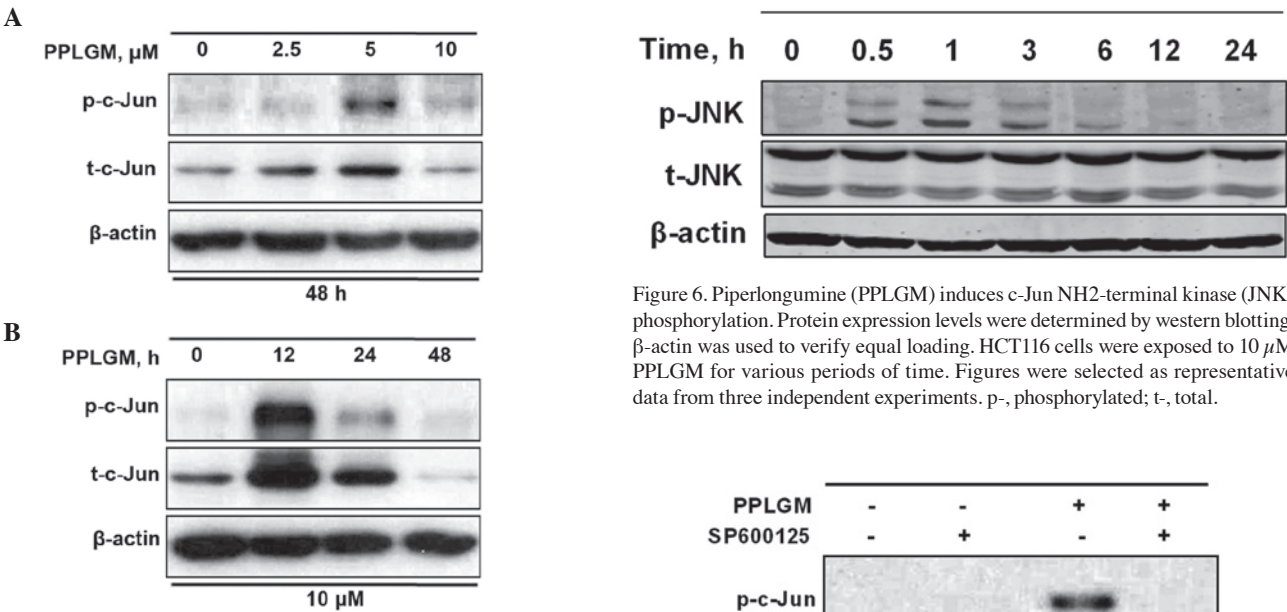 A
PPLGM, µM 0 2.5 5 10
p-c-Jun
t-c-Jun
β-actin
48 h
B
PPLGM, h 0 12 24 48
p-c-Jun
t-c-Jun
β-actin
10 µM
Time, h 0 0.5 1 3 6 12 24
p-JNK
t-JNK
β-actin
Figure 6. Piperlongumine (PPLGM) induces c-Jun NH2-terminal kinase (JNK
phosphorylation. Protein expression levels were determined by western blotting
β-actin was used to verify equal loading. HCT116 cells were exposed to 10 µM
PPLGM for various periods of time. Figures were selected as representative
data from three independent experiments. p-, phosphorylated; t-, total.
PPLGM - - + +
SP600125 - + - +
p-c-Jun